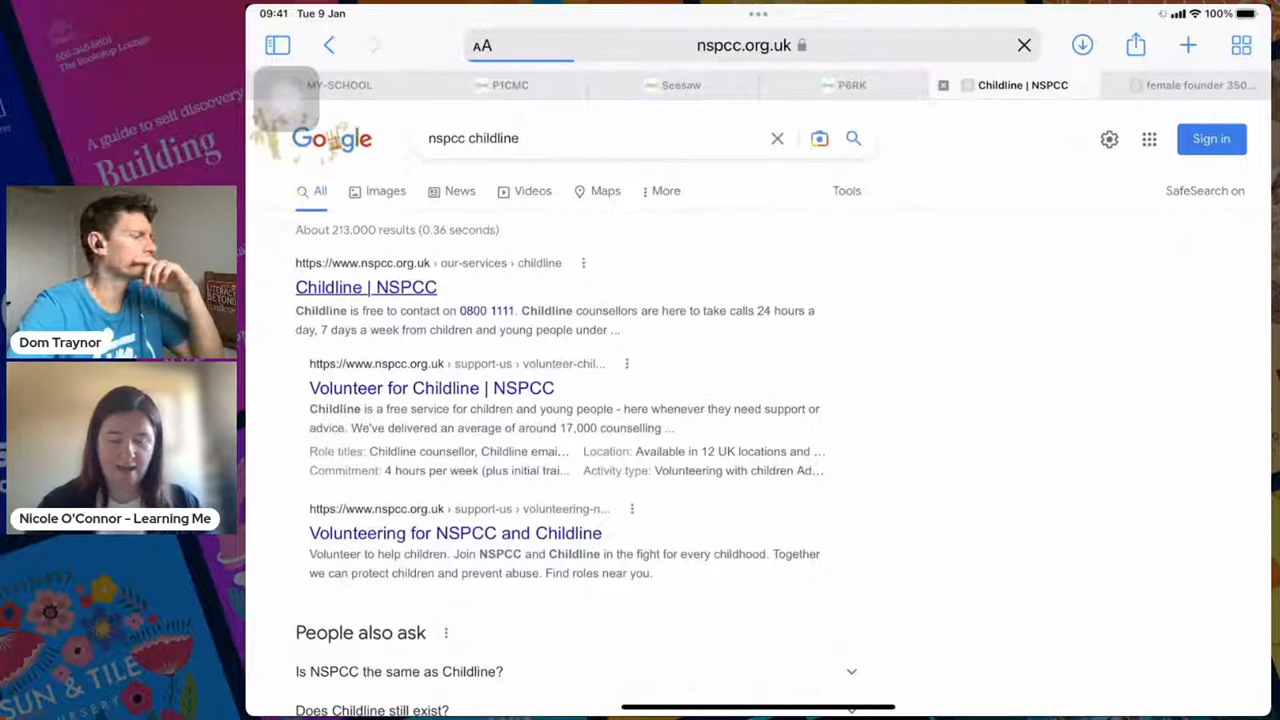 09:41 Tue 9 Jan
100%
AA
nspcc.org.uk
MY-SCHOOL
P1CMC
Seesaw
P6RK
Childline | NSPCC
female founder 350...
Google
nspcc childline
Sign in
All
Images
News
Videos
Maps
More
Tools
SafeSearch on
About 213,000 results (0.36 seconds)
https://www.nspcc.org.uk › our-services › childline
Childline | NSPCC
Childline is free to contact on 0800 1111. Childline counsellors are here to take calls 24 hours a
day, 7 days a week from children and young people under ...
https://www.nspcc.org.uk › support-us › volunteer-chil...
Volunteer for Childline | NSPCC
Childline is a free service for children and young people - here whenever they need support or
advice. We've delivered an average of around 17,000 counselling ...
Role titles: Childline counsellor, Childline emai...
Location: Available in 12 UK locations and ...
Commitment: 4 hours per week (plus initial trai...
Activity type: Volunteering with children Ad...
https://www.nspcc.org.uk › support-us › volunteering-n...
Volunteering for NSPCC and Childline
Volunteer to help children. Join NSPCC and Childline in the fight for every childhood. Together
we can protect children and prevent abuse. Find roles near you.
People also ask
Is NSPCC the same as Childline?
Does Childline still exist?
The Bookstop Lounge
A guide to self discovery
Building
LITERACY
BEYOND
Dom Traynor
Nicole O'Connor - Learning Me
SUN & TILE